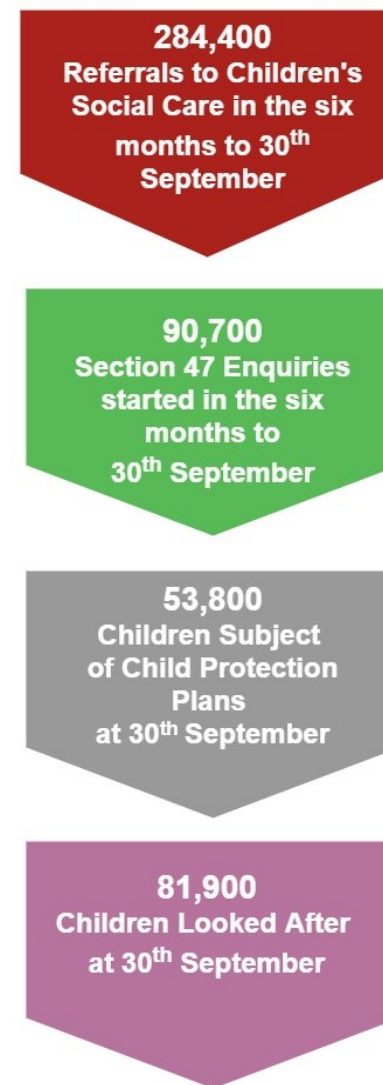 284,400
Referrals to Children's
Social Care in the six
months to 30th
September
90,700
Section 47 Enquiries
started in the six
months to
30th September
53,800
Children Subject
of Child Protection
Plans
at 30th September
81,900
Children Looked After
at 30th September